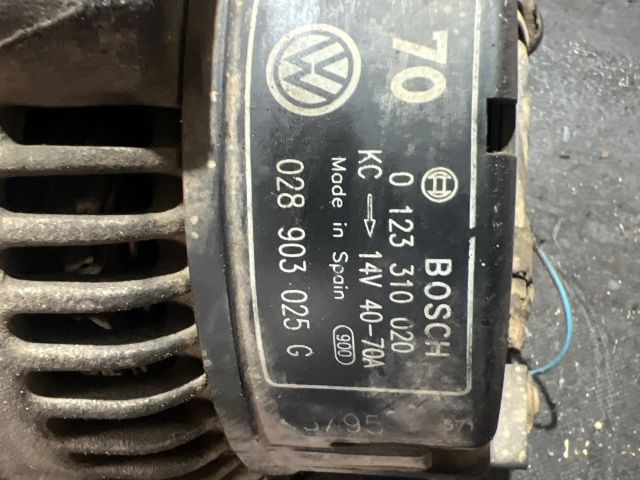 70
BOSCH
0 123 310 020
KC → 14V 40-70A
Made in Spain 900
028 903 025 G